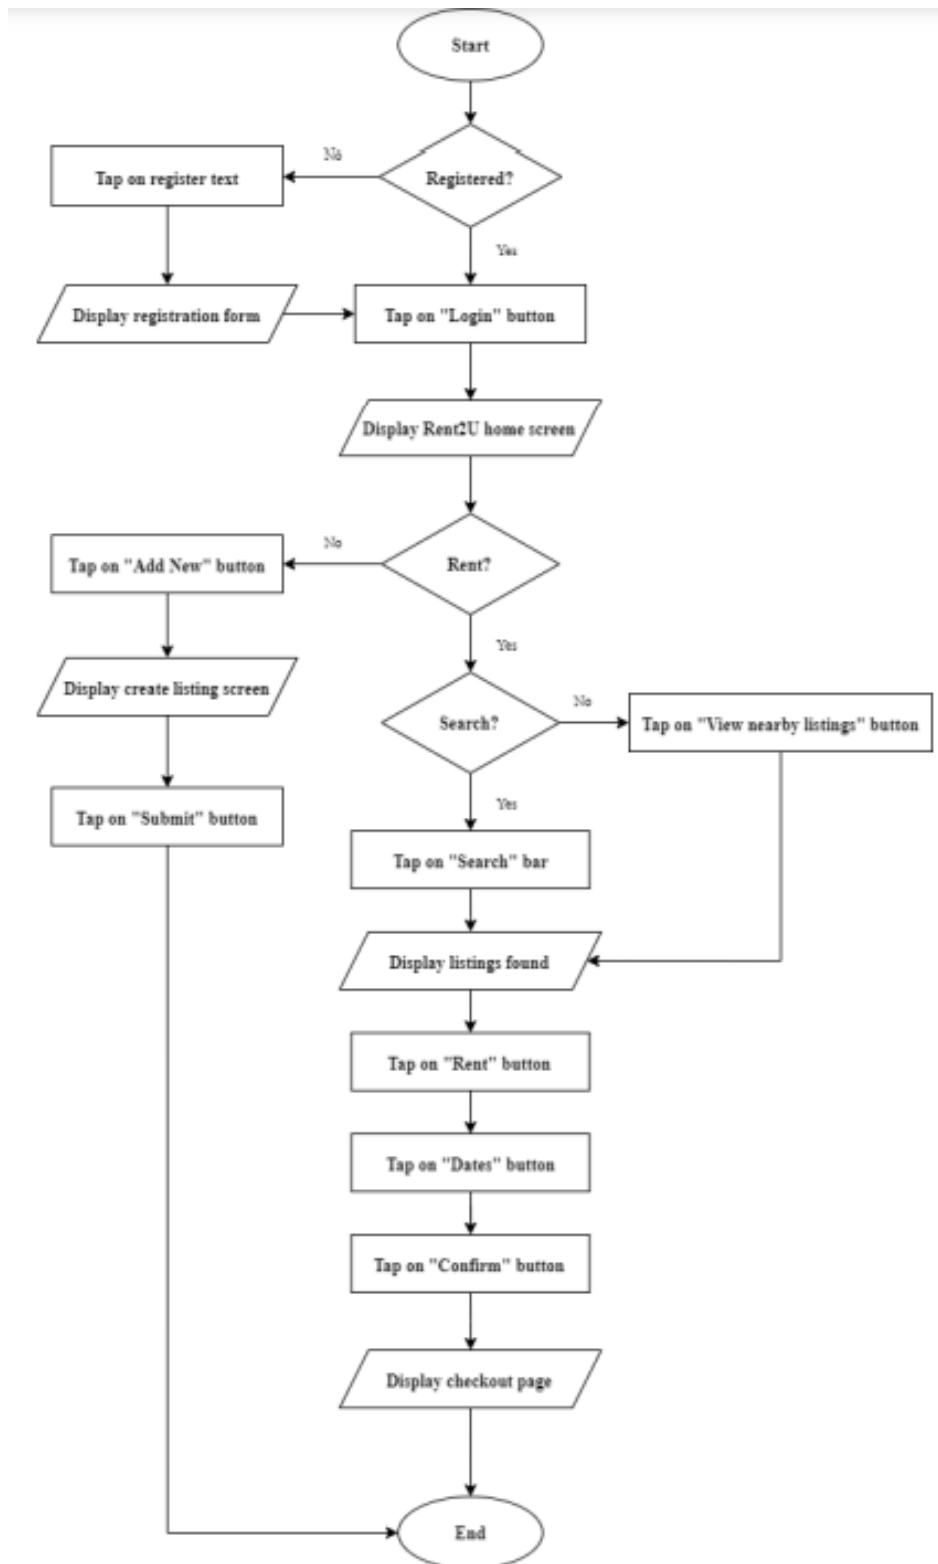 Start
No
Tap on register text
Registered?
Yes
Display registration form
Tap on "Login" button
Display Rent2U home screen
No
Tap on "Add New" button
Rent?
Yes
Display create listing screen
No
Search?
Tap on "View nearby listings" button
Yes
Tap on "Submit" button
Tap on "Search" bar
Display listings found
Tap on "Rent" button
Tap on "Dates" button
Tap on "Confirm" button
Display checkout page
End